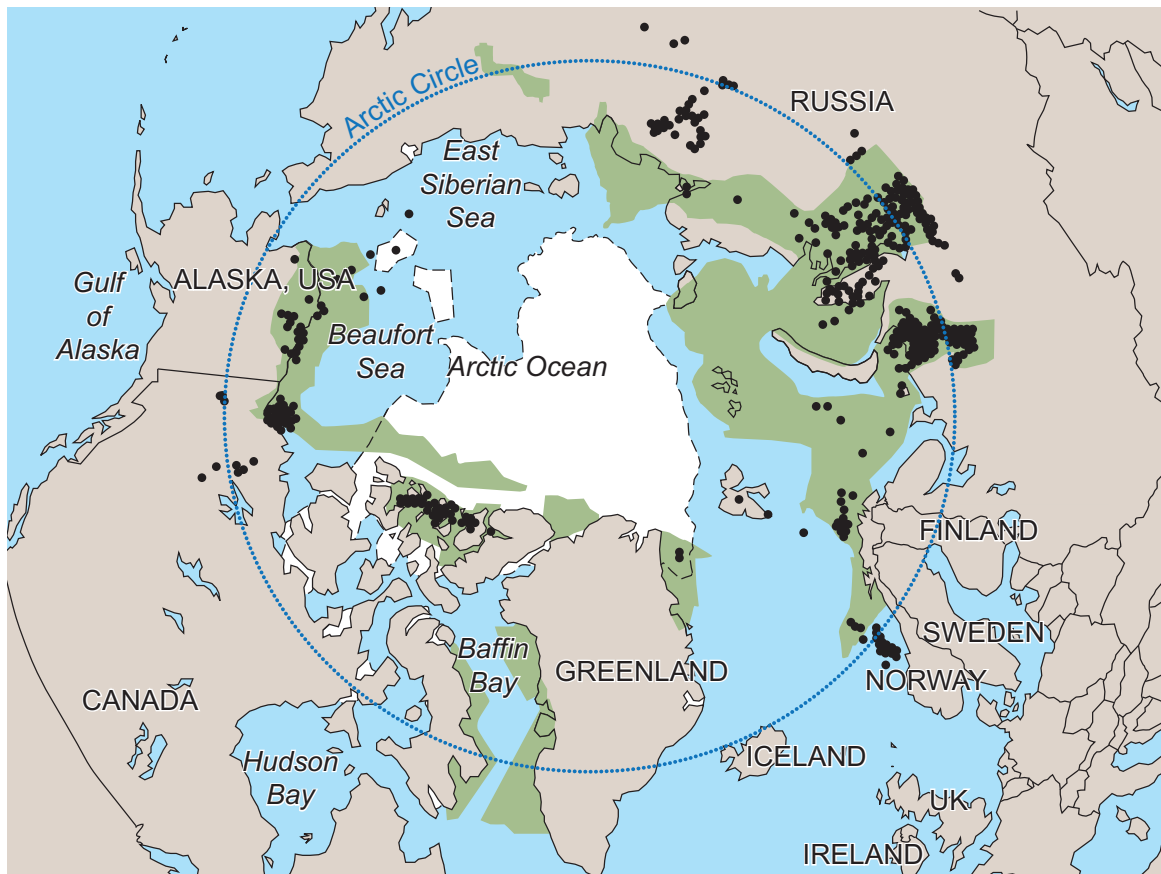 Arctic Circle
RUSSIA
East
Siberian
Sea
ALASKA, USA
Gulf
of
Alaska
Beaufort
Sea
Arctic Ocean
FINLAND
SWEDEN
NORWAY
Baffin
Bay
GREENLAND
CANADA
Hudson
Bay
ICELAND
UK
IRELAND